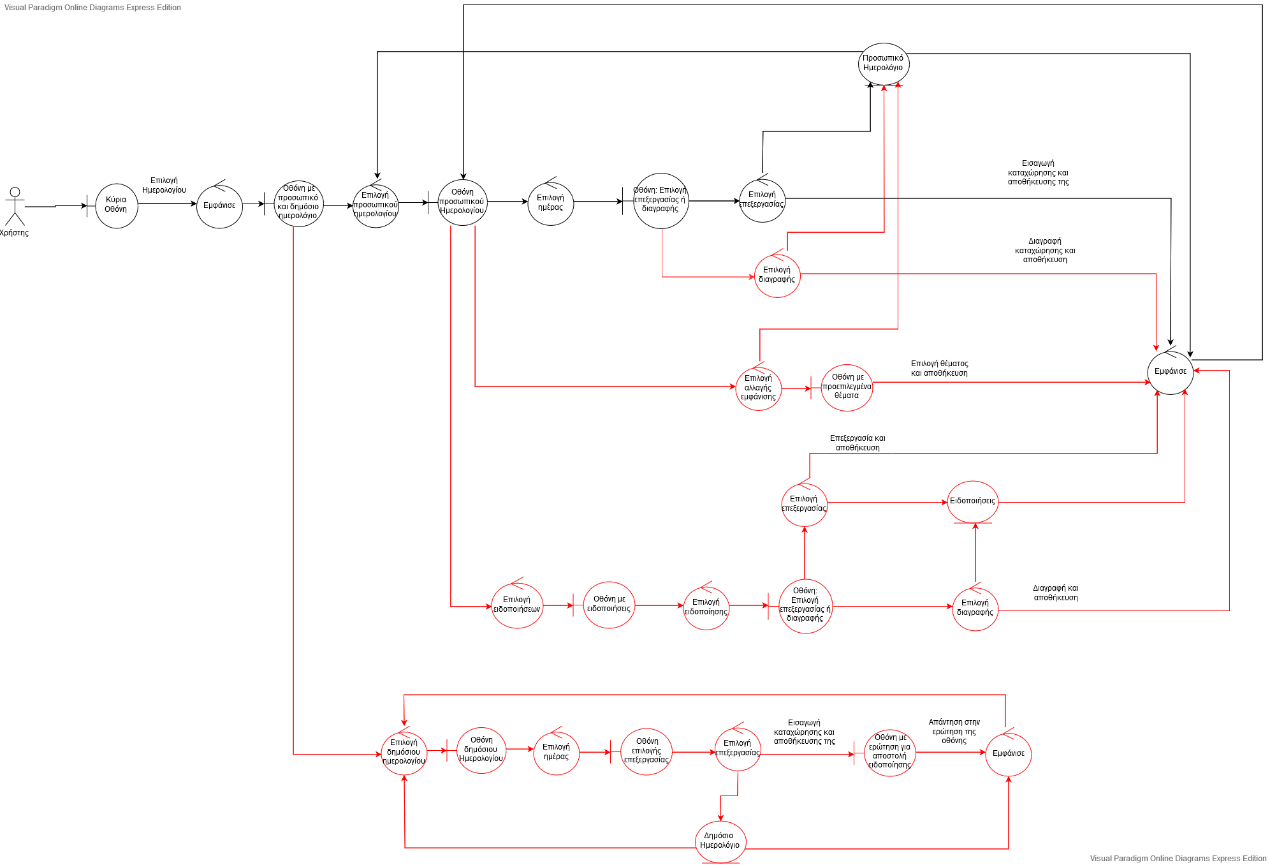 Visual Paradigm Online Diagrams Express Edition
Προσωπικό
Ημερολόγιο
Εισαγωγή
καταχώρησης και
αποθήκευσης της
Επιλογή
Ημερολογίου
Χρήστης
Κύρια
Οθόνη
Εμφάνισε
Οθόνη με
προσωπικό
και δημόσιο
ημερολόγιο
Επιλογή
προσωπικού
ημερολογίου
Οθόνη
προσωπικού
Ημερολογίου
Επιλογή
ημέρας
Οθόνη: Επιλογή
επεξεργασίας ή
διαγραφής
Επιλογή
επεξεργασίας
Διαγραφή
καταχώρησης και
αποθήκευση
Επιλογή
διαγραφής
Επιλογή
αλλαγής
εμφάνισης
Οθόνη με
προεπιλεγμένα
θέματα
Επιλογή θέματος
και αποθήκευση
Εμφάνισε
Επεξεργασία και
αποθήκευση
Επιλογή
επεξεργασίας
Ειδοποιήσεις
Επιλογή
ειδοποιήσεων
Οθόνη με
ειδοποιήσεις
Επιλογή
ειδοποίησης
Οθόνη:
Επιλογή
επεξεργασίας ή
διαγραφής
Επιλογή
διαγραφής
Διαγραφή και
αποθήκευση
Επιλογή
δημόσιου
ημερολογίου
Οθόνη
δημόσιου
Ημερολογίου
Επιλογή
ημέρας
Οθόνη
επιλογής
επεξεργασίας
Επιλογή
επεξεργασίας
Εισαγωγή
καταχώρησης και
αποθήκευσης της
Οθόνη με
ερώτηση για
αποστολή
ειδοποίησης
Απάντηση στην
ερώτηση της
οθόνης
Εμφάνισε
Δημόσιο
Ημερολόγιο
Visual Paradigm Online Diagrams Express Edition